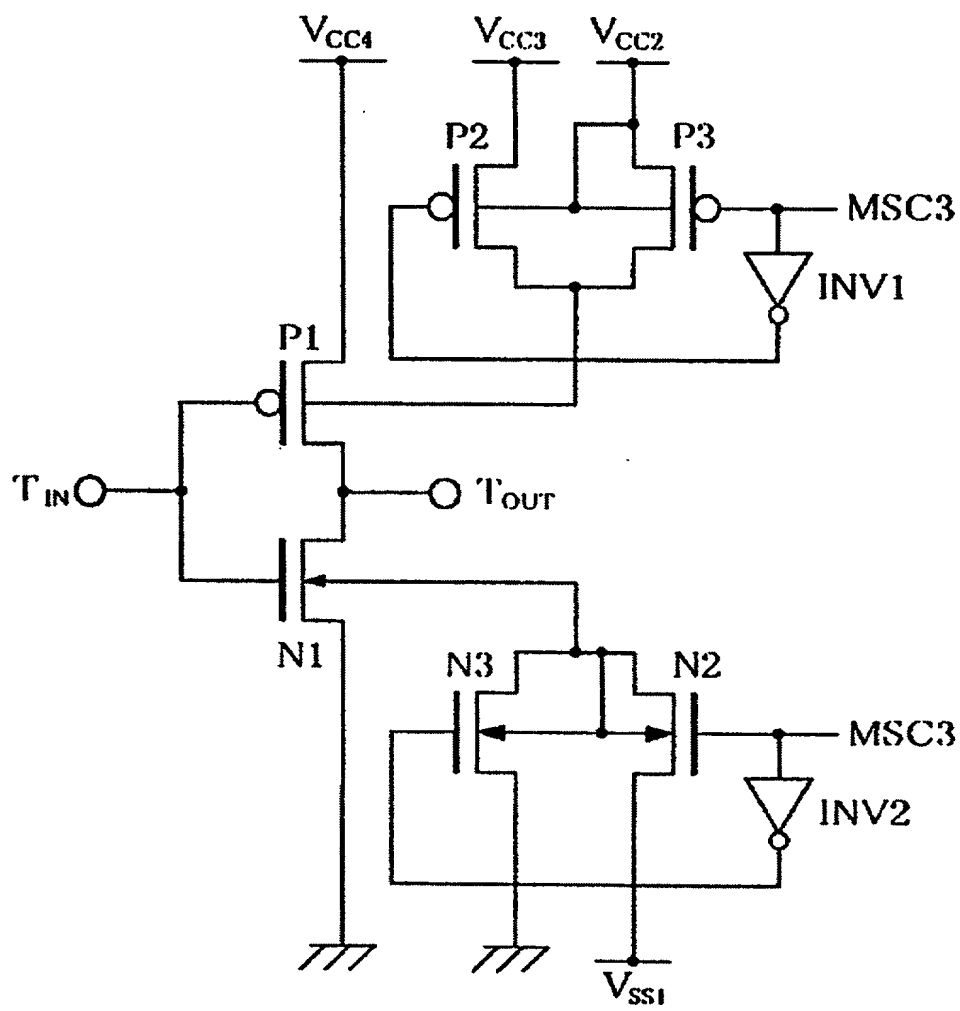 VCC4 VCC3 VCC2
P2 P3
MSC3
INV1
P1
TIN TOUT
N1
N3 N2
MSC3
INV2
VSS1